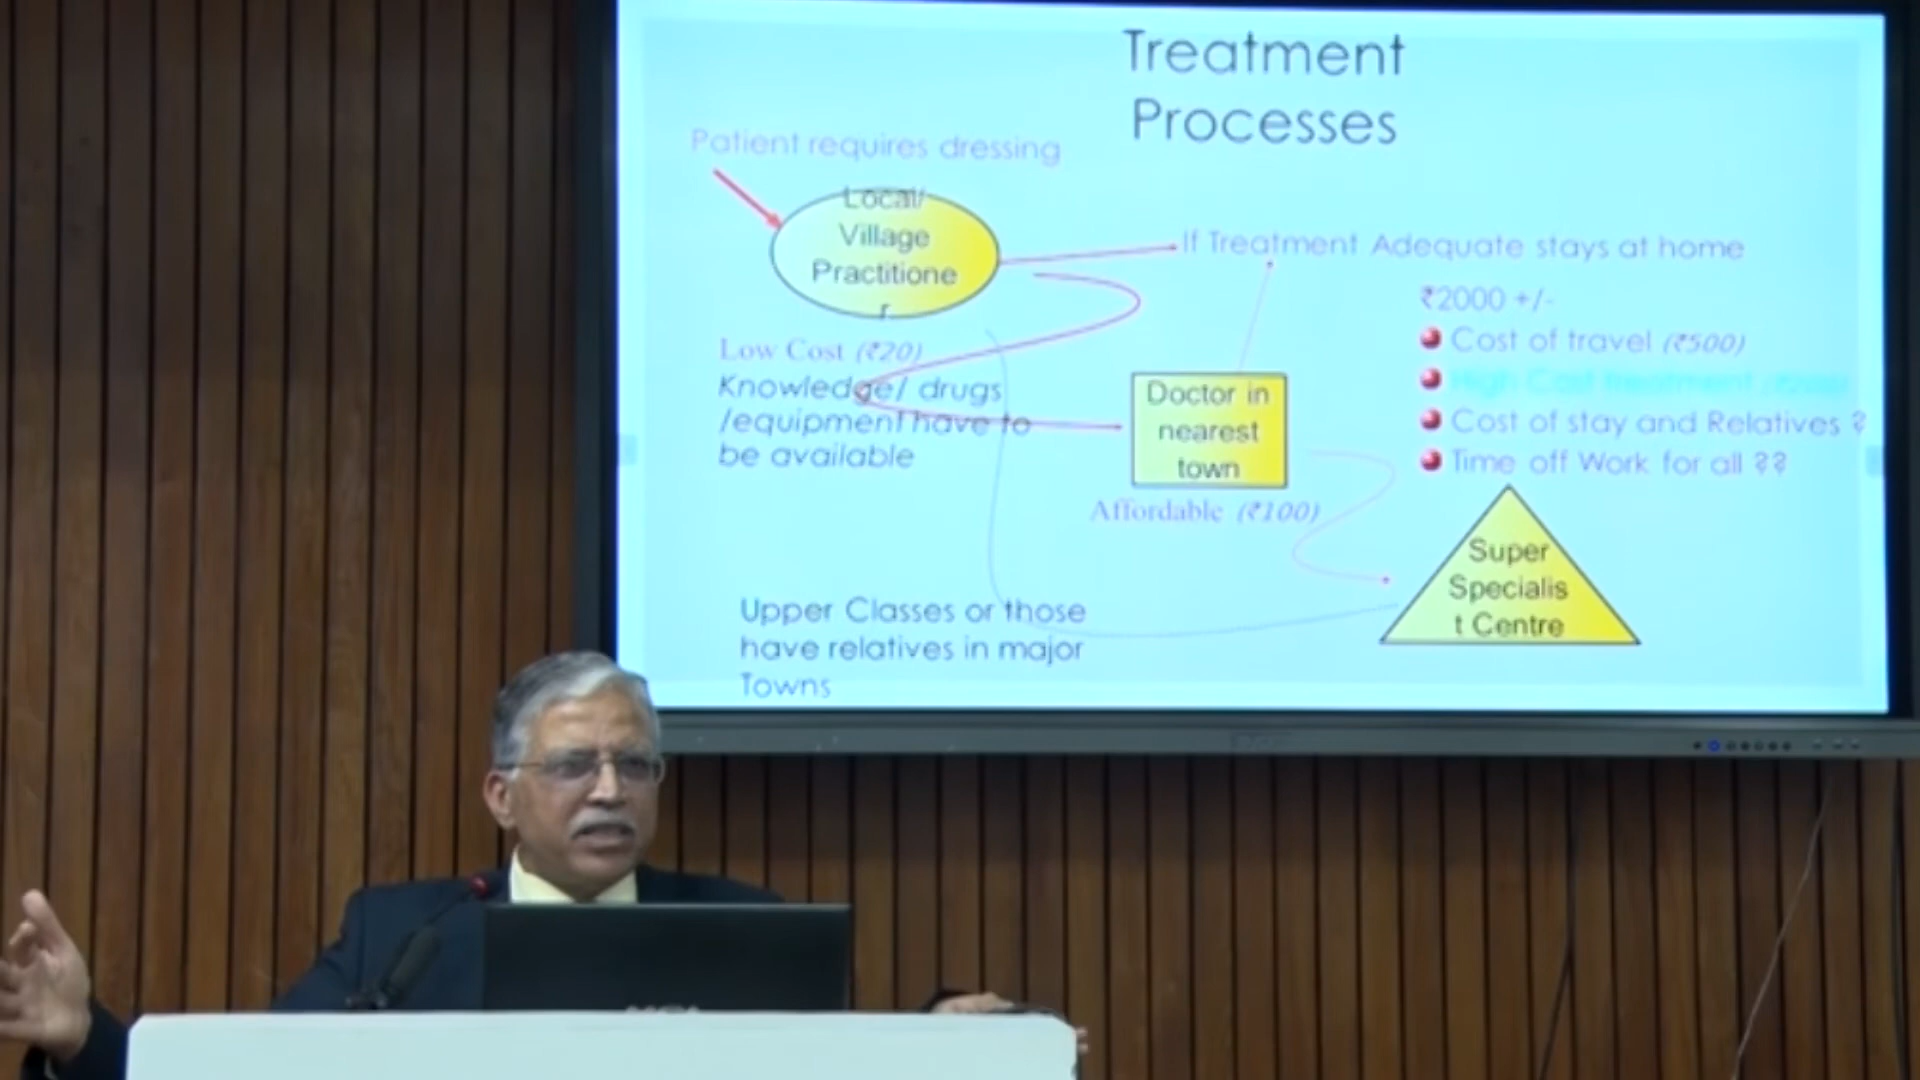 Treatment
Processes
Patient requires dressing
Local/
Village
Practitione
r
If Treatment Adequate stays at home
₹2000 +/-
Cost of travel (₹500)
High Cost treatment
Cost of stay and Relatives ?
Time off Work for all ??
Low Cost (₹20)
Knowledge/ drugs
/equipment have to
be available
Doctor in
nearest
town
Affordable (₹100)
Super
Specialis
t Centre
Upper Classes or those
have relatives in major
Towns